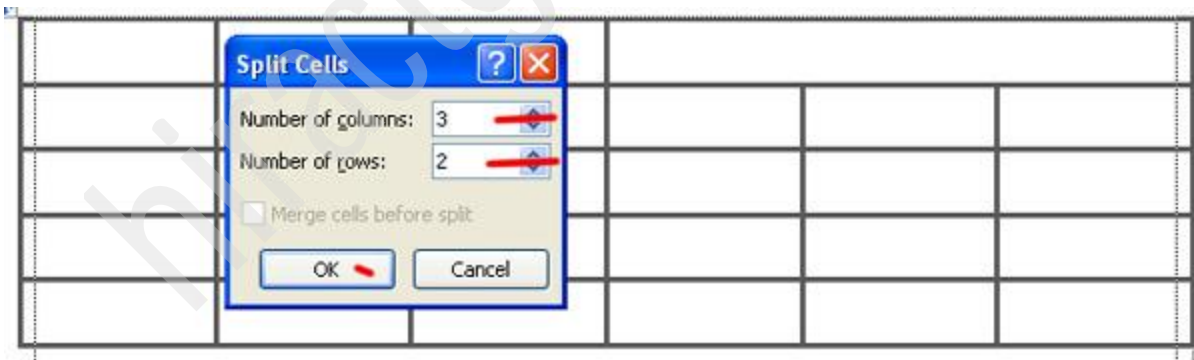 Split Cells
Number of columns: 3
Number of rows: 2
Merge cells before split
OK Cancel